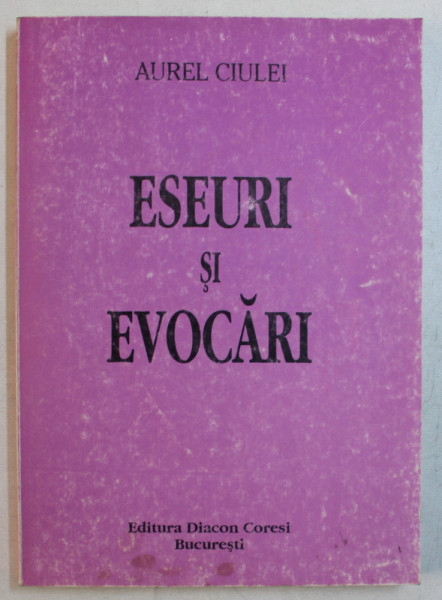 AUREL CIULEI
ESEURI
ŞI
EVOCĂRI
Editura Diacon Coresi
Bucureşti